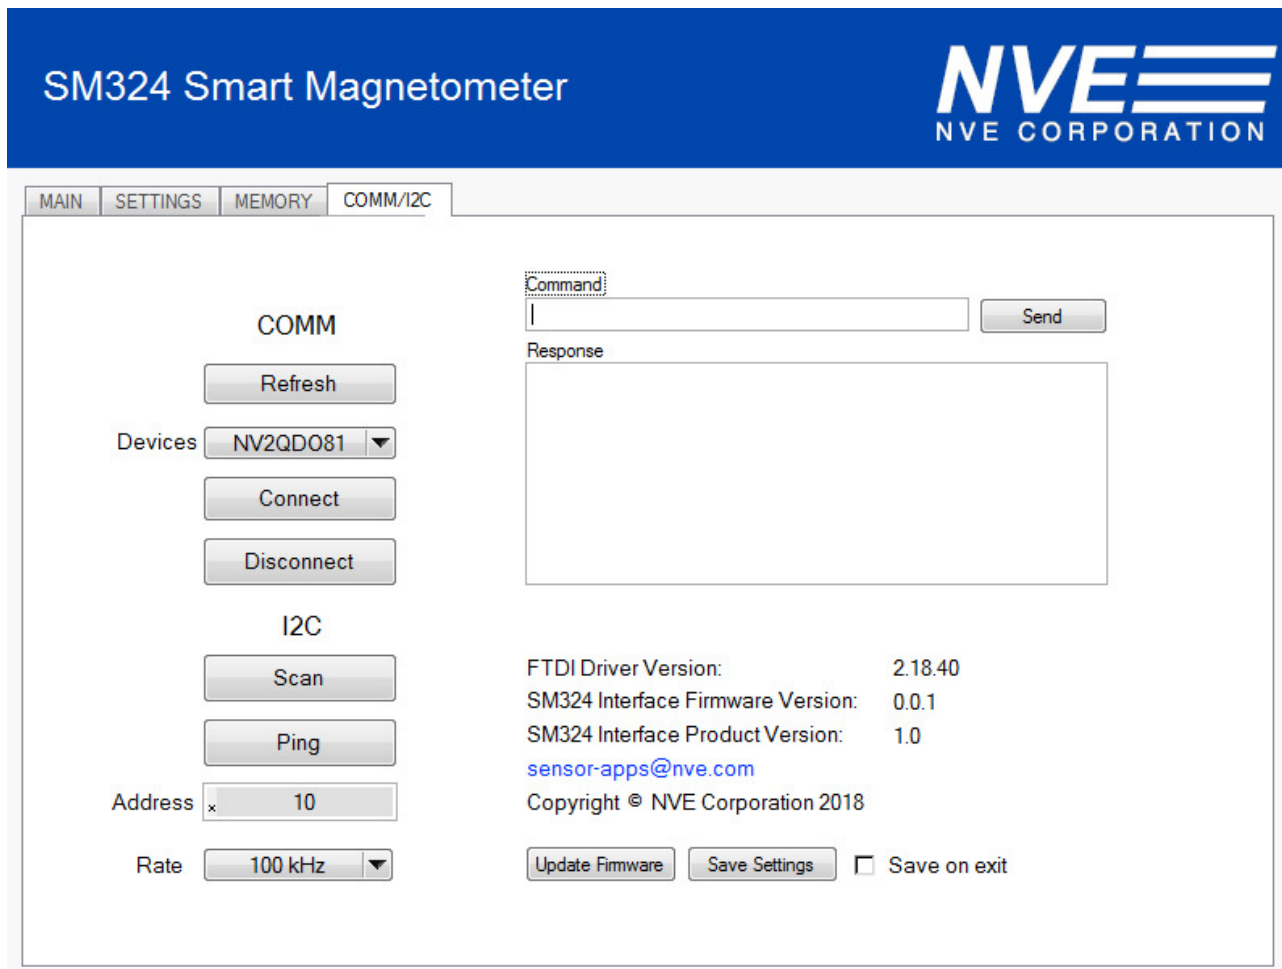 SM324 Smart Magnetometer
NVE
NVE CORPORATION
MAIN SETTINGS MEMORY COMM/I2C
COMM
Refresh
Devices NV2QDO81
Connect
Disconnect
I2C
Scan
Ping
Address x 10
Rate 100 kHz
Command
Send
Response
FTDI Driver Version: 2.18.40
SM324 Interface Firmware Version: 0.0.1
SM324 Interface Product Version: 1.0
sensor-apps@nve.com
Copyright © NVE Corporation 2018
Update Firmware Save Settings Save on exit